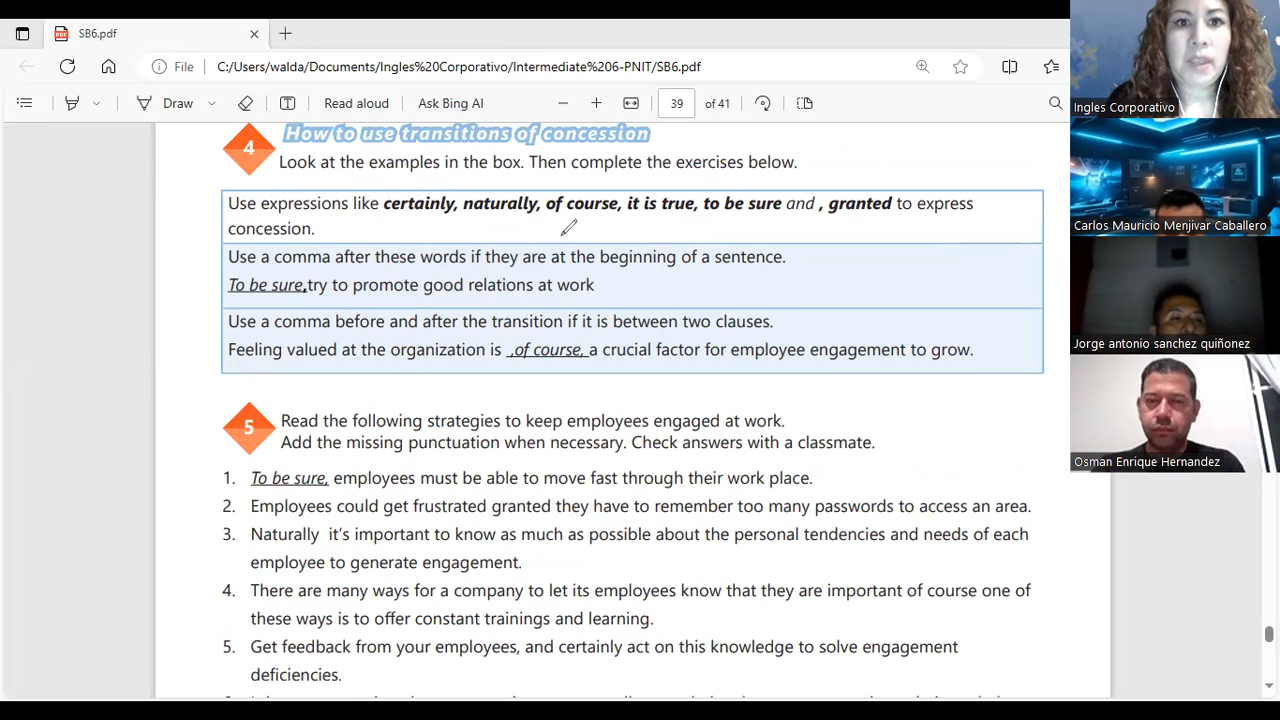 SB6.pdf
File
C:/Users/walda/Documents/Ingles%20Corporativo/Intermediate%206-PNIT/SB6.pdf
Draw
Read aloud
Ask Bing AI
39
of 41
Ingles Corporativo
Carlos Mauricio Menjivar Caballero
Jorge antonio sanchez quiñonez
Osman Enrique Hernandez
4
How to use transitions of concession
Look at the examples in the box. Then complete the exercises below.
Use expressions like certainly, naturally, of course, it is true, to be sure and , granted to express
concession.
Use a comma after these words if they are at the beginning of a sentence.
To be sure,try to promote good relations at work
Use a comma before and after the transition if it is between two clauses.
Feeling valued at the organization is ,of course, a crucial factor for employee engagement to grow.
5
Read the following strategies to keep employees engaged at work.
Add the missing punctuation when necessary. Check answers with a classmate.
1. To be sure, employees must be able to move fast through their work place.
2. Employees could get frustrated granted they have to remember too many passwords to access an area.
3. Naturally it's important to know as much as possible about the personal tendencies and needs of each
employee to generate engagement.
4. There are many ways for a company to let its employees know that they are important of course one of
these ways is to offer constant trainings and learning.
5. Get feedback from your employees, and certainly act on this knowledge to solve engagement
deficiencies.